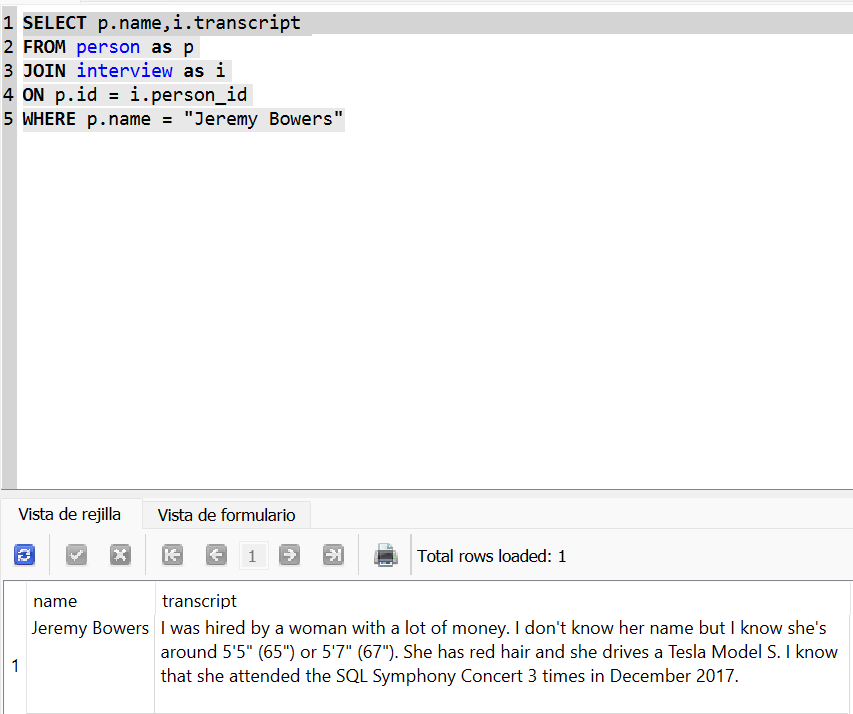 1 SELECT p.name,i.transcript
2 FROM person as p
3 JOIN interview as i
4 ON p.id = i.person_id
5 WHERE p.name = "Jeremy Bowers"
Vista de rejilla Vista de formulario
1 Total rows loaded: 1
name transcript
1 Jeremy Bowers I was hired by a woman with a lot of money. I don't know her name but I know she's
around 5'5" (65") or 5'7" (67"). She has red hair and she drives a Tesla Model S. I know
that she attended the SQL Symphony Concert 3 times in December 2017.